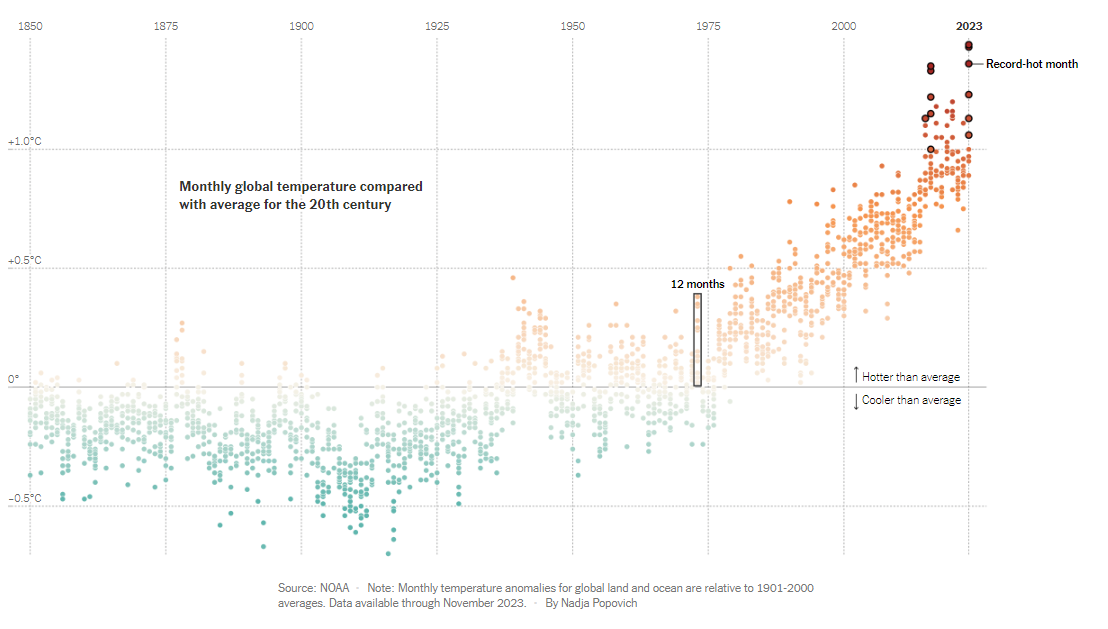 1850 1875 1900 1925 1950 1975 2000 2023
Record-hot month
+1.0°C
Monthly global temperature compared
with average for the 20th century
+0.5°C
12 months
0°
Hotter than average
Cooler than average
−0.5°C
Source: NOAA · Note: Monthly temperature anomalies for global land and ocean are relative to 1901-2000
averages. Data available through November 2023. · By Nadja Popovich